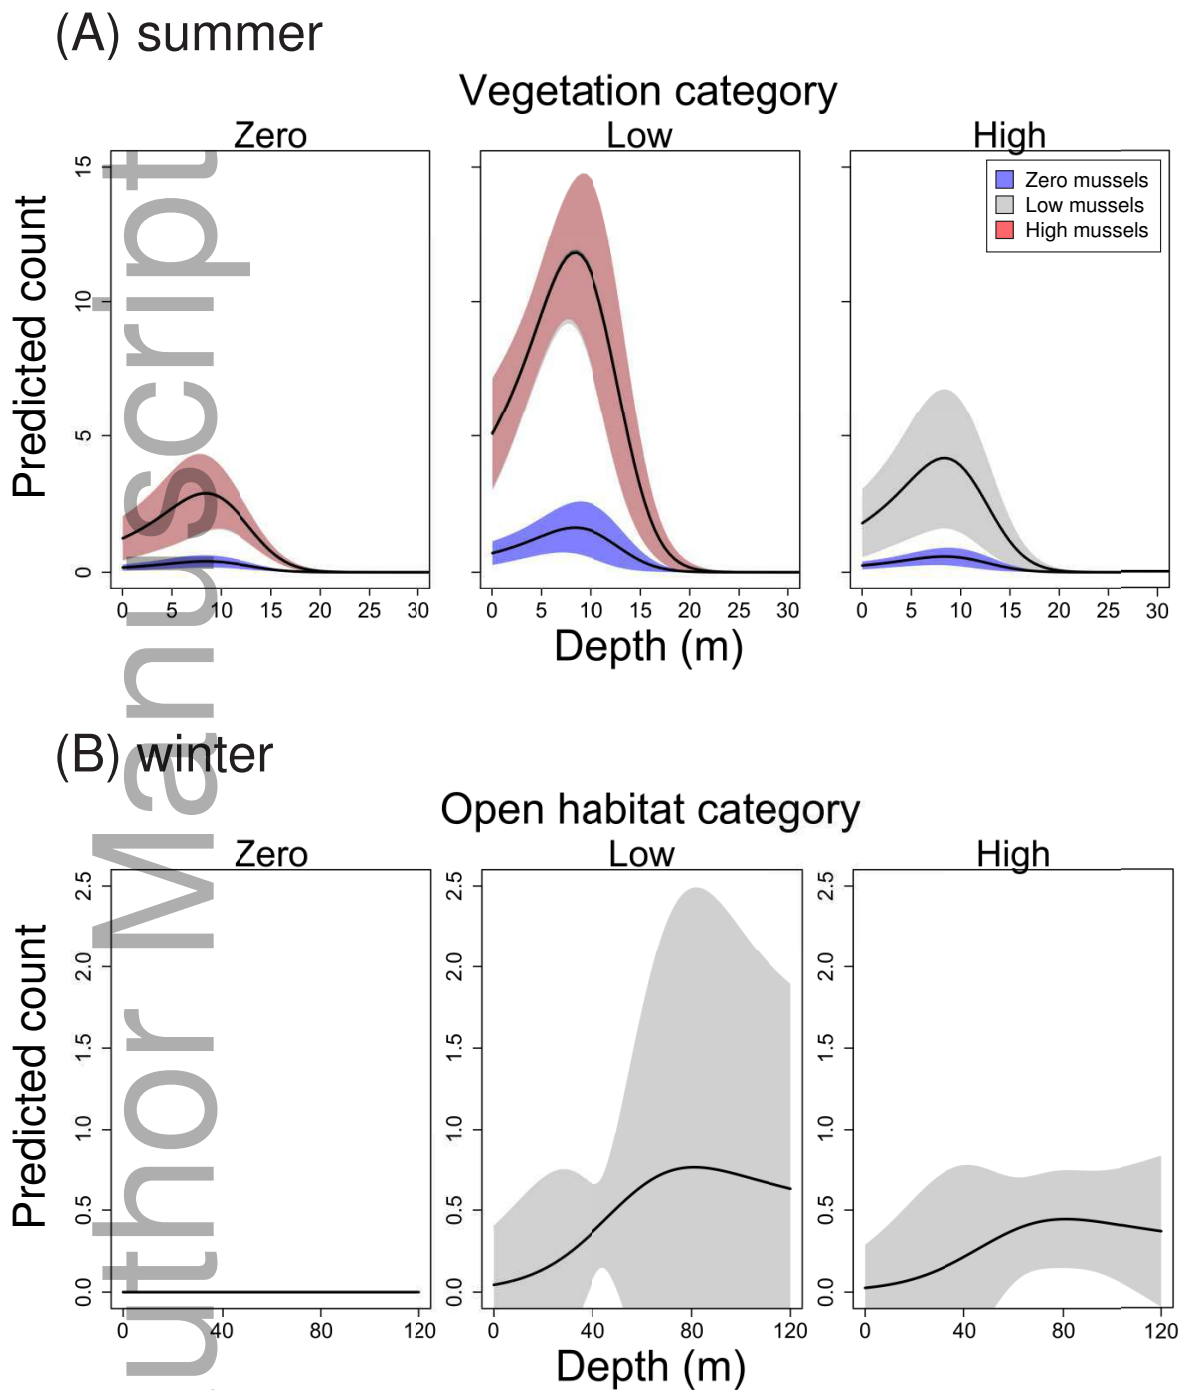 (A) summer
Vegetation category
Zero Low High
Predicted count
15
10
5
0
Zero mussels
Low mussels
High mussels
0 5 10 15 20 25 30
0 5 10 15 20 25 30
0 5 10 15 20 25 30
Depth (m)
(B) winter
Open habitat category
Zero Low High
Predicted count
2.5 2.5 2.5
2.0 2.0 2.0
1.5 1.5 1.5
1.0 1.0 1.0
0.5 0.5 0.5
0.0 0.0 0.0
0 40 80 120
0 40 80 120
0 40 80 120
Depth (m)
uthor Manuscript